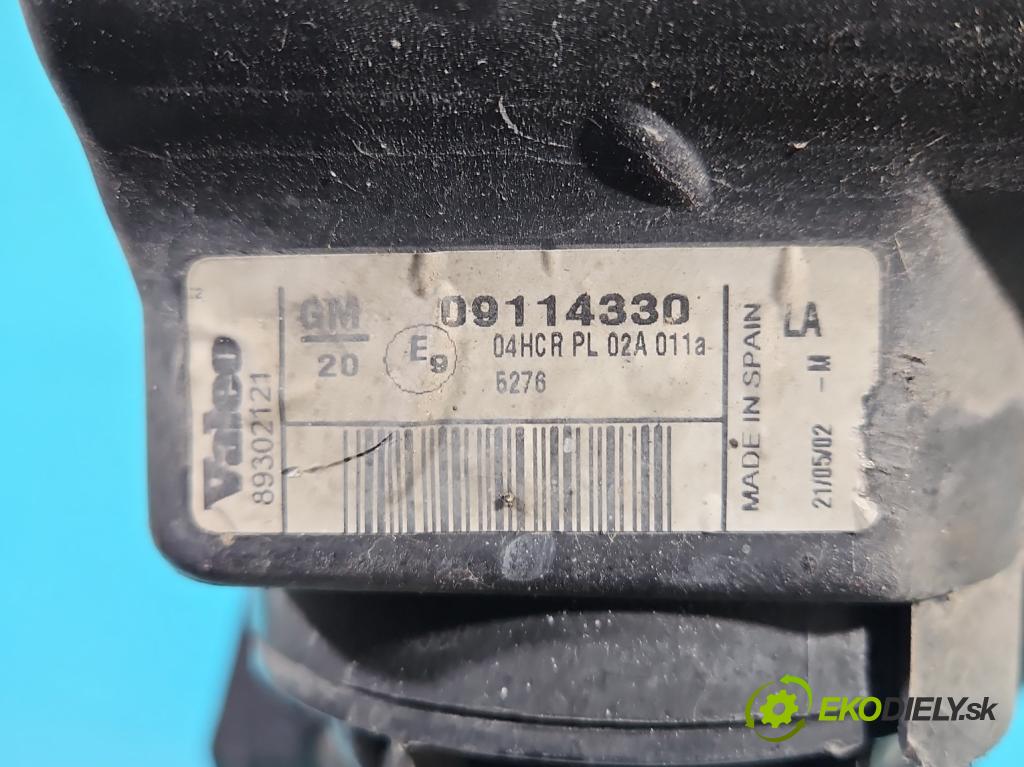 GM
20
E9
09114330
04HCR PL 02A 011a
5276
Valeo
89302121
MADE IN SPAIN
LA
21/05/02 -M
EKODIELY.sk